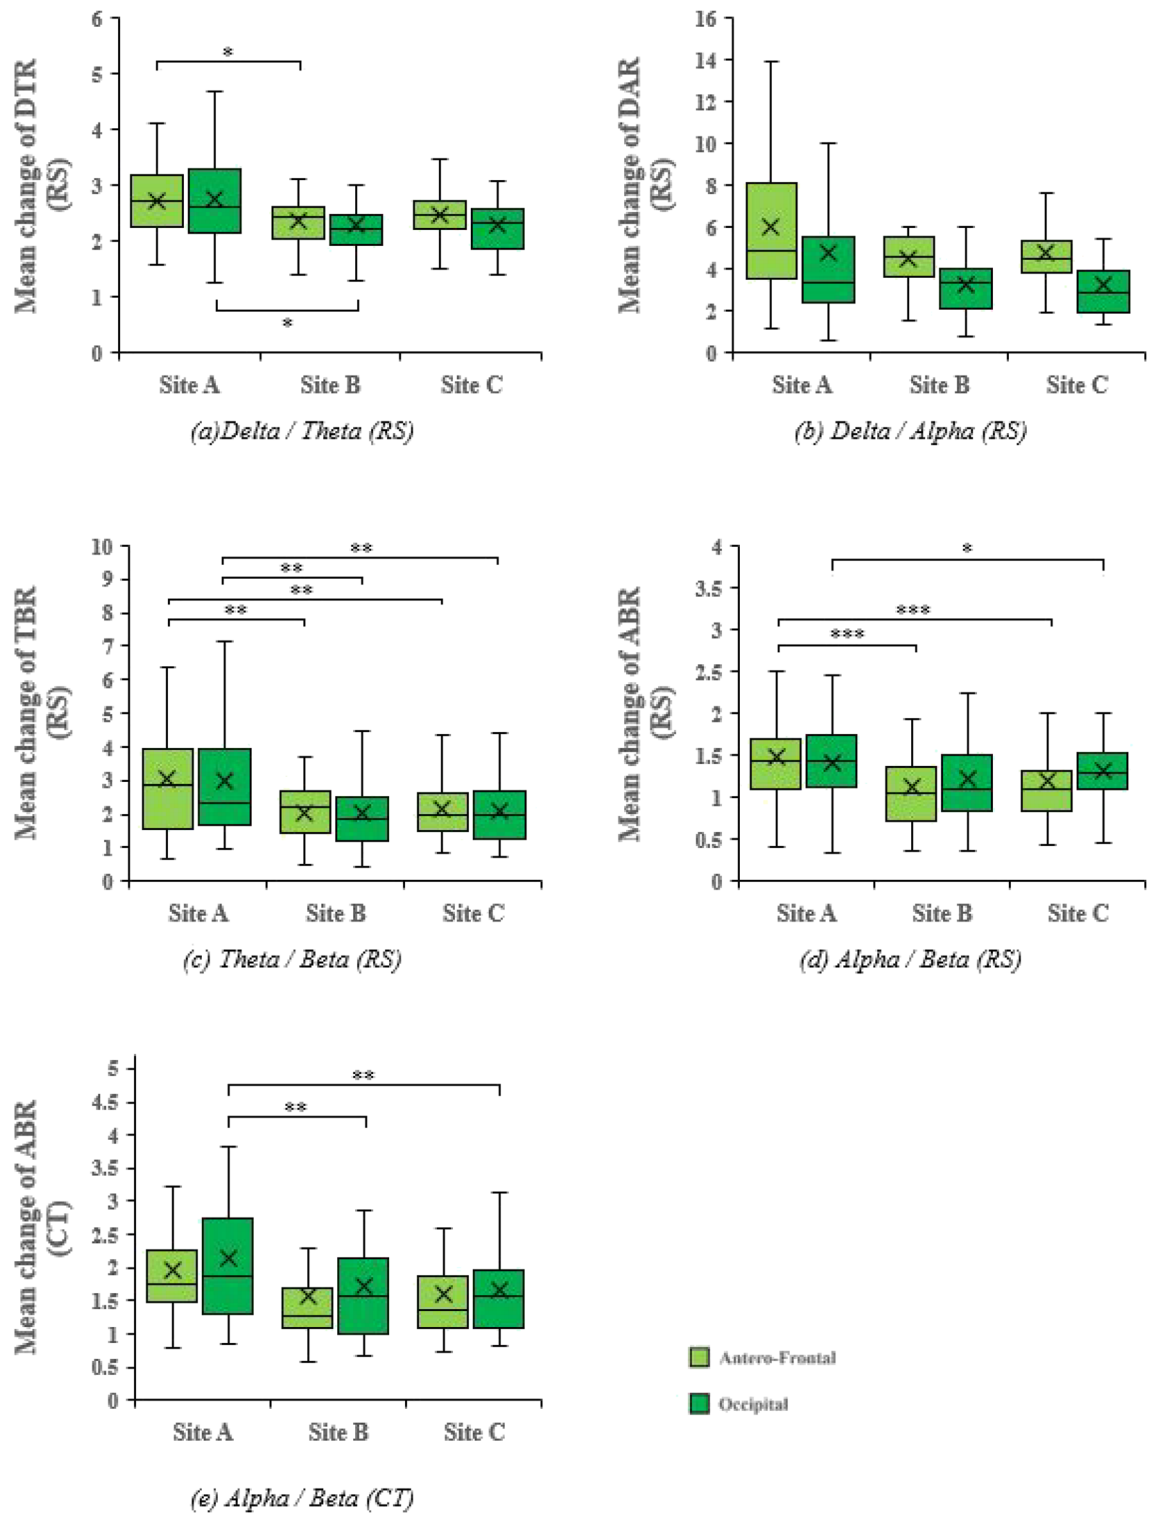 Mean change of DTR
(RS)
6
5
4
3
2
1
0
*
*
Site A Site B Site C
(a)Delta / Theta (RS)
Mean change of DAR
(RS)
16
14
12
10
8
6
4
2
0
Site A Site B Site C
(b) Delta / Alpha (RS)
Mean change of TBR
(RS)
10
9
8
7
6
5
4
3
2
1
0
**
**
**
**
Site A Site B Site C
(c) Theta / Beta (RS)
Mean change of ABR
(RS)
4
3.5
3
2.5
2
1.5
1
0.5
0
*
***
***
Site A Site B Site C
(d) Alpha / Beta (RS)
Mean change of ABR
(CT)
5
4.5
4
3.5
3
2.5
2
1.5
1
0.5
0
**
**
Site A Site B Site C
(e) Alpha / Beta (CT)
Antero-Frontal
Occipital